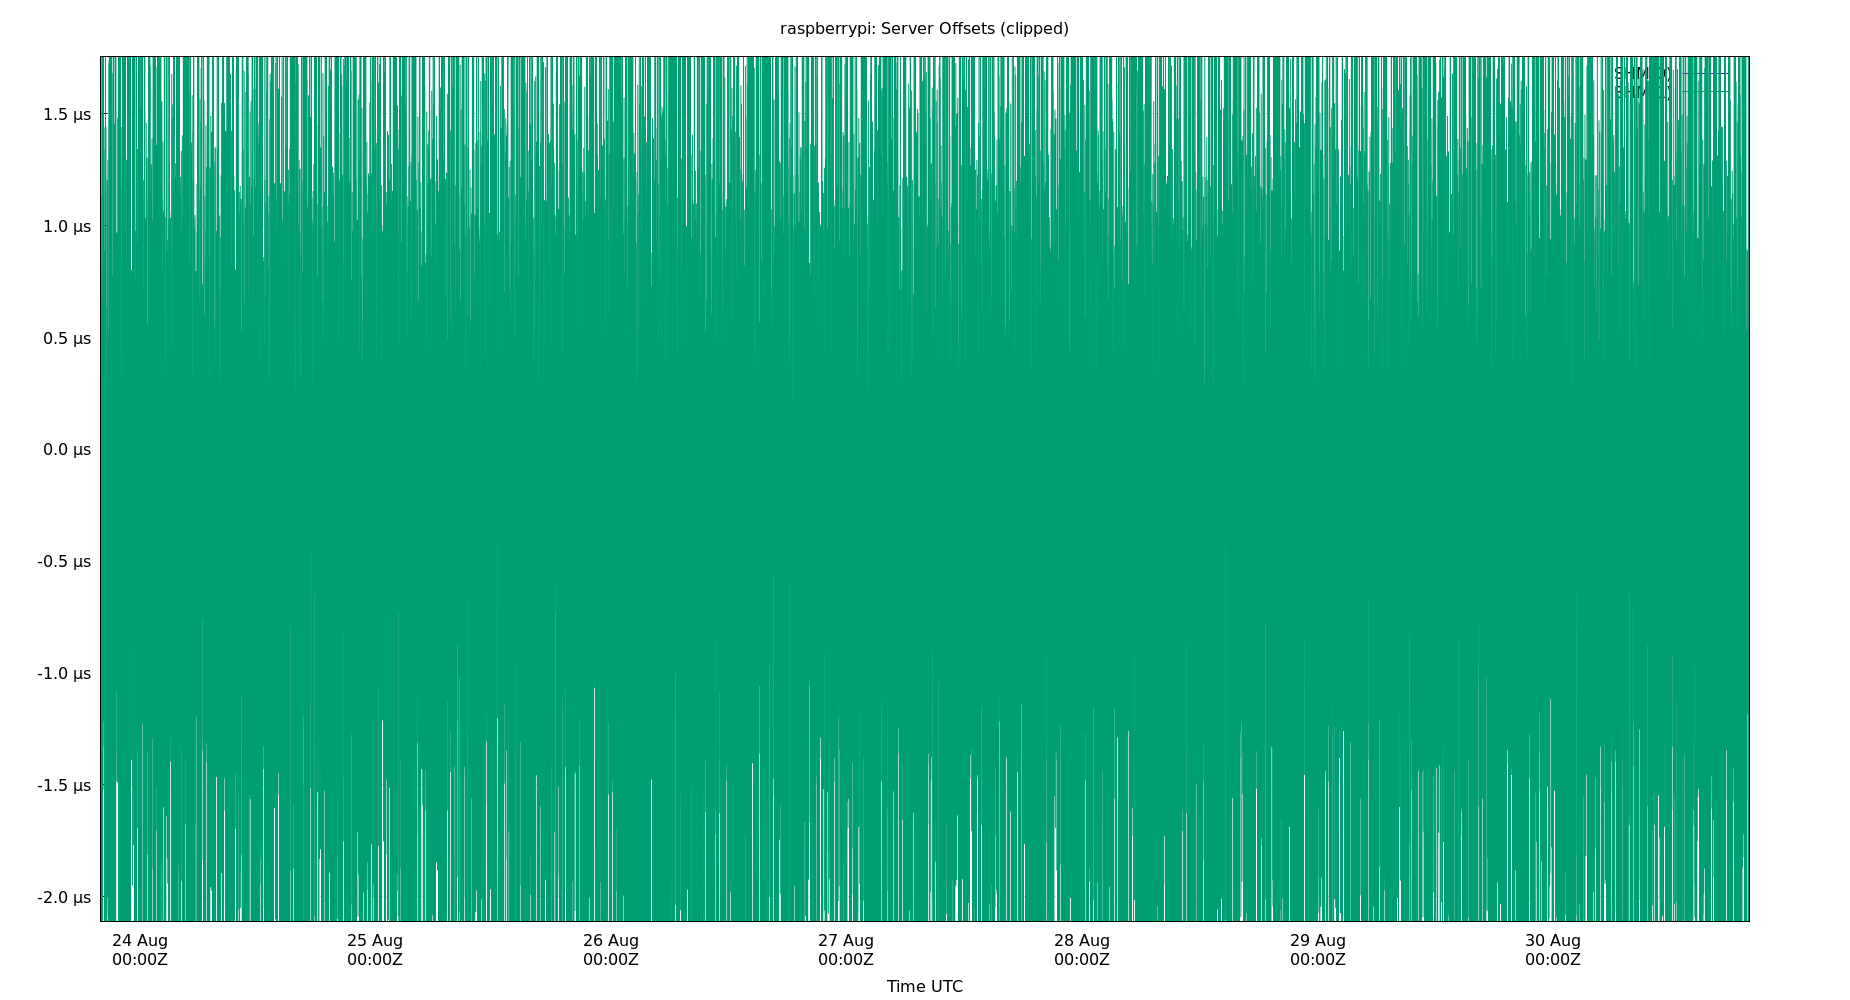 raspberrypi: Server Offsets (clipped)
1.5 µs
1.0 µs
0.5 µs
0.0 µs
-0.5 µs
-1.0 µs
-1.5 µs
-2.0 µs
24 Aug
00:00Z
25 Aug
00:00Z
26 Aug
00:00Z
27 Aug
00:00Z
28 Aug
00:00Z
29 Aug
00:00Z
30 Aug
00:00Z
Time UTC